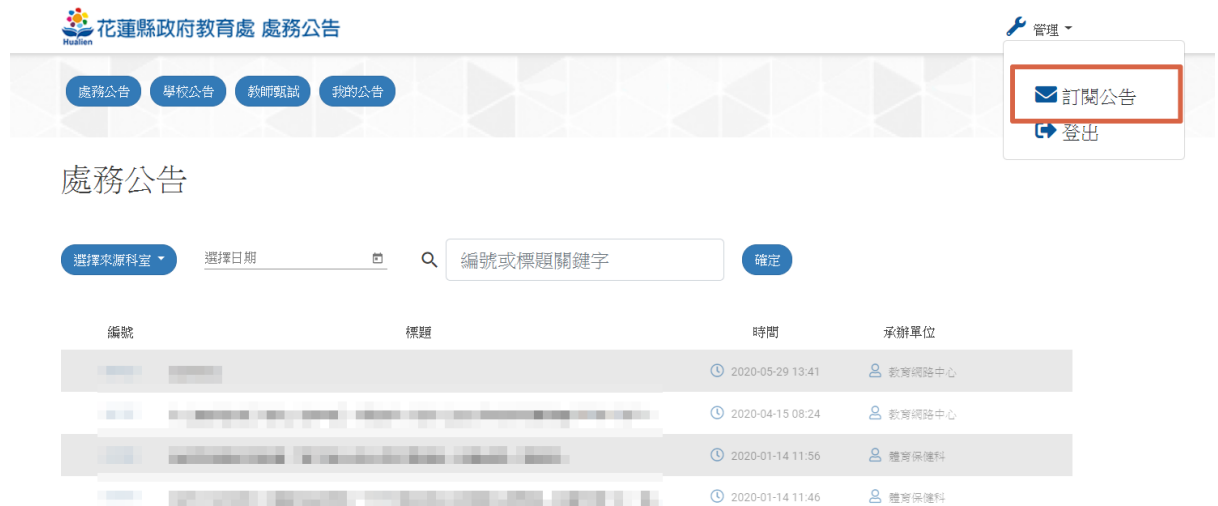 花蓮縣政府教育處 處務公告
Hualien
管理
處務公告 學校公告 教師甄試 我的公告
訂閱公告
登出
處務公告
選擇來源科室 選擇日期 編號或標題關鍵字 確定
編號 標題 時間 承辦單位
2020-05-29 13:41 教育網路中心
2020-04-15 08:24 教育網路中心
2020-01-14 11:56 體育保健科
2020-01-14 11:46 體育保健科